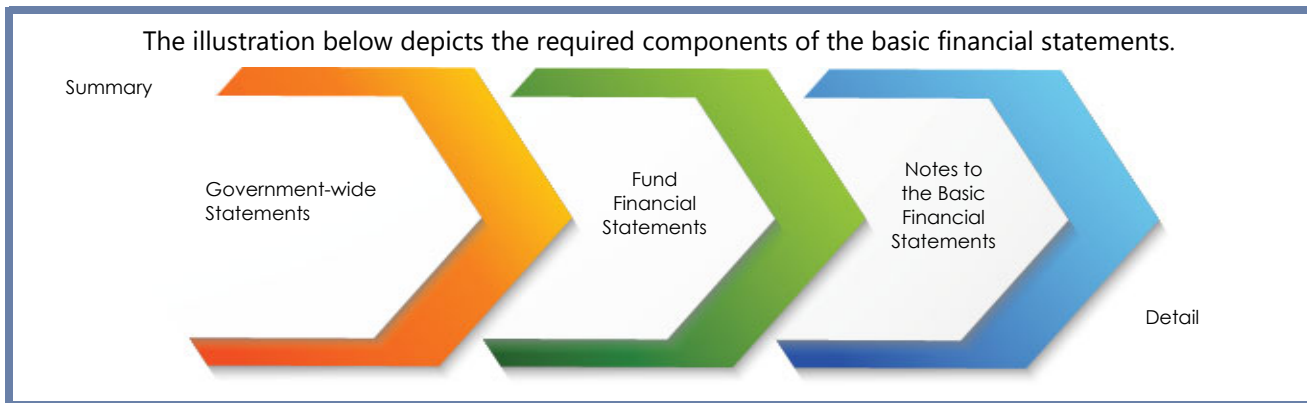 The illustration below depicts the required components of the basic financial statements.
Summary
Government-wide
Statements
Fund
Financial
Statements
Notes to
the Basic
Financial
Statements
Detail